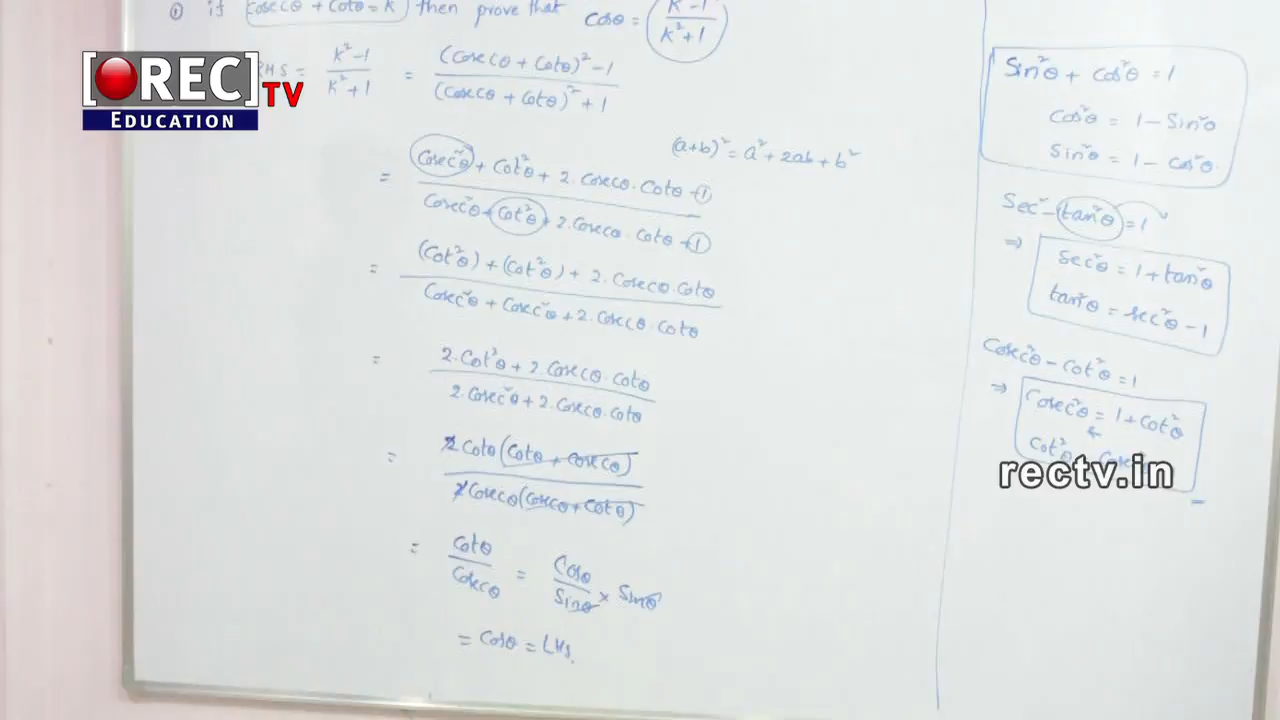 ① if cosecθ + cotθ = K then prove that cosθ = K²-1 / K²+1
RHS = K²-1 / K²+1 = (cosecθ + cotθ)² - 1 / (cosecθ + cotθ)² + 1
[REC] TV
EDUCATION
(a+b)² = a² + 2ab + b²
= cosec²θ + cot²θ + 2.cosecθ.cotθ - 1 / cosec²θ + cot²θ + 2.cosecθ.cotθ + 1
= (cot²θ) + (cot²θ) + 2.cosecθ.cotθ / cosec²θ + cosec²θ + 2.cosecθ.cotθ
= 2.cot²θ + 2.cosecθ.cotθ / 2.cosec²θ + 2.cosecθ.cotθ
= 2cotθ(cotθ + cosecθ) / 2cosecθ(cosecθ + cotθ)
= cotθ / cosecθ = cosθ / sinθ × sinθ
= cosθ = LHS.
sin²θ + cos²θ = 1
cos²θ = 1 - sin²θ
sin²θ = 1 - cos²θ
sec² - tan²θ = 1
⇒ sec²θ = 1 + tan²θ
tan²θ = sec²θ - 1
cosec²θ - cot²θ = 1
⇒ cosec²θ = 1 + cot²θ
cot²
rectv.in